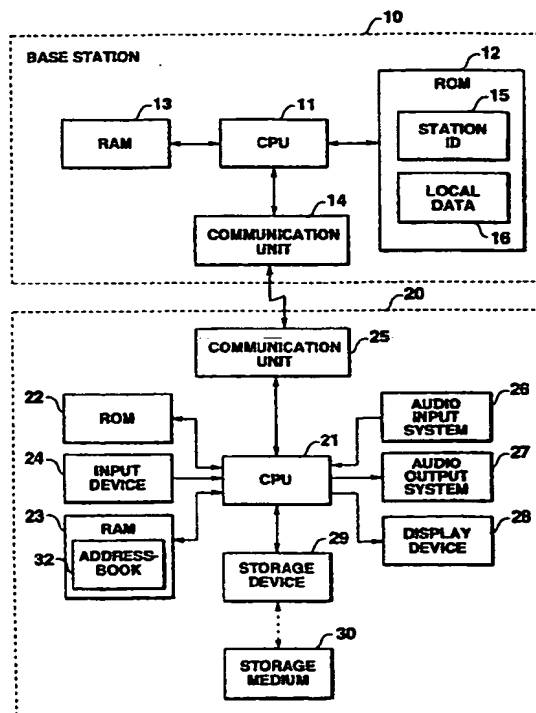 10
BASE STATION
12
ROM
13
RAM
11
CPU
15
STATION
ID
LOCAL
DATA
16
14
COMMUNICATION
UNIT
20
COMMUNICATION
UNIT
25
22
ROM
21
CPU
26
AUDIO
INPUT
SYSTEM
24
INPUT
DEVICE
27
AUDIO
OUTPUT
SYSTEM
23
RAM
32
ADDRESS-
BOOK
28
DISPLAY
DEVICE
29
STORAGE
DEVICE
30
STORAGE
MEDIUM